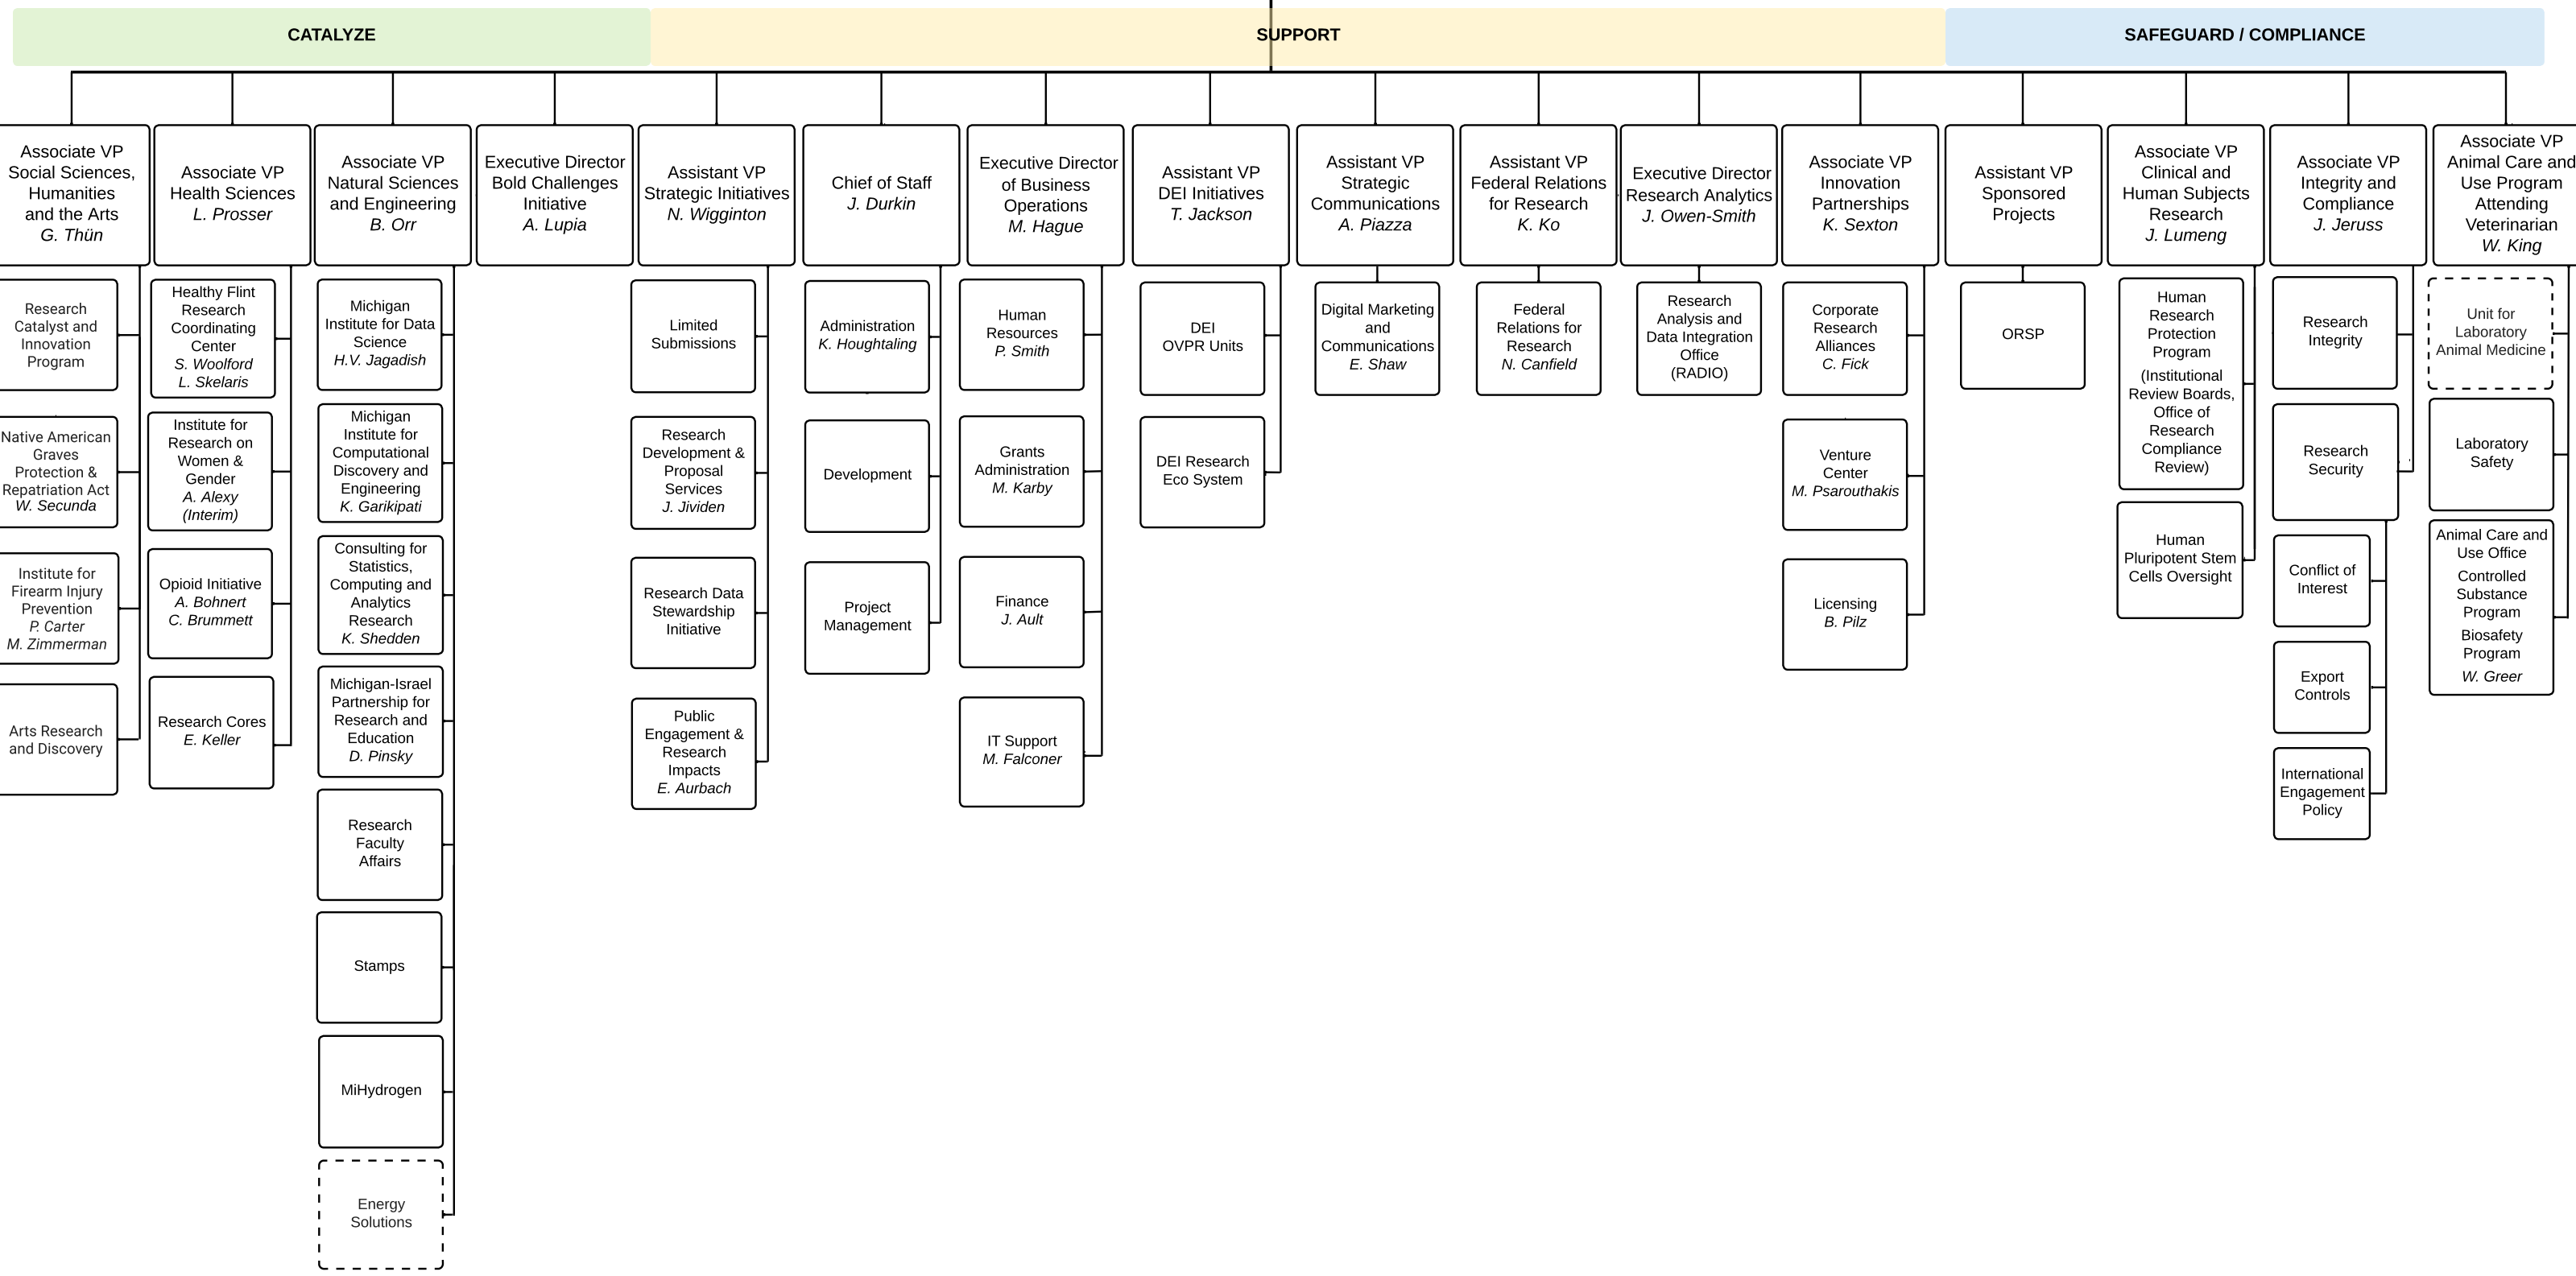 CATALYZE
SUPPORT
SAFEGUARD / COMPLIANCE
Associate VP
Social Sciences,
Humanities
and the Arts
G. Thün
Associate VP
Health Sciences
L. Prosser
Associate VP
Natural Sciences
and Engineering
B. Orr
Executive Director
Bold Challenges
Initiative
A. Lupia
Assistant VP
Strategic Initiatives
N. Wigginton
Chief of Staff
J. Durkin
Executive Director
of Business
Operations
M. Hague
Assistant VP
DEI Initiatives
T. Jackson
Assistant VP
Strategic
Communications
A. Piazza
Assistant VP
Federal Relations
for Research
K. Ko
Executive Director
Research Analytics
J. Owen-Smith
Associate VP
Innovation
Partnerships
K. Sexton
Assistant VP
Sponsored
Projects
Associate VP
Clinical and
Human Subjects
Research
J. Lumeng
Associate VP
Integrity and
Compliance
J. Jeruss
Associate VP
Animal Care and
Use Program
Attending
Veterinarian
W. King
Research
Catalyst and
Innovation
Program
Native American
Graves
Protection &
Repatriation Act
W. Secunda
Institute for
Firearm Injury
Prevention
P. Carter
M. Zimmerman
Arts Research
and Discovery
Healthy Flint
Research
Coordinating
Center
S. Woolford
L. Skelaris
Institute for
Research on
Women &
Gender
A. Alexy
(Interim)
Opioid Initiative
A. Bohnert
C. Brummett
Research Cores
E. Keller
Michigan
Institute for Data
Science
H.V. Jagadish
Michigan
Institute for
Computational
Discovery and
Engineering
K. Garikipati
Consulting for
Statistics,
Computing and
Analytics
Research
K. Shedden
Michigan-Israel
Partnership for
Research and
Education
D. Pinsky
Research
Faculty
Affairs
Stamps
MiHydrogen
Energy
Solutions
Limited
Submissions
Research
Development &
Proposal
Services
J. Jividen
Research Data
Stewardship
Initiative
Public
Engagement &
Research
Impacts
E. Aurbach
Administration
K. Houghtaling
Development
Project
Management
Human
Resources
P. Smith
Grants
Administration
M. Karby
Finance
J. Ault
IT Support
M. Falconer
DEI
OVPR Units
DEI Research
Eco System
Digital Marketing
and
Communications
E. Shaw
Federal
Relations for
Research
N. Canfield
Research
Analysis and
Data Integration
Office
(RADIO)
Corporate
Research
Alliances
C. Fick
Venture
Center
M. Psarouthakis
Licensing
B. Pilz
ORSP
Human
Research
Protection
Program
(Institutional
Review Boards,
Office of
Research
Compliance
Review)
Human
Pluripotent Stem
Cells Oversight
Research
Integrity
Research
Security
Conflict of
Interest
Export
Controls
International
Engagement
Policy
Unit for
Laboratory
Animal Medicine
Laboratory
Safety
Animal Care and
Use Office
Controlled
Substance
Program
Biosafety
Program
W. Greer